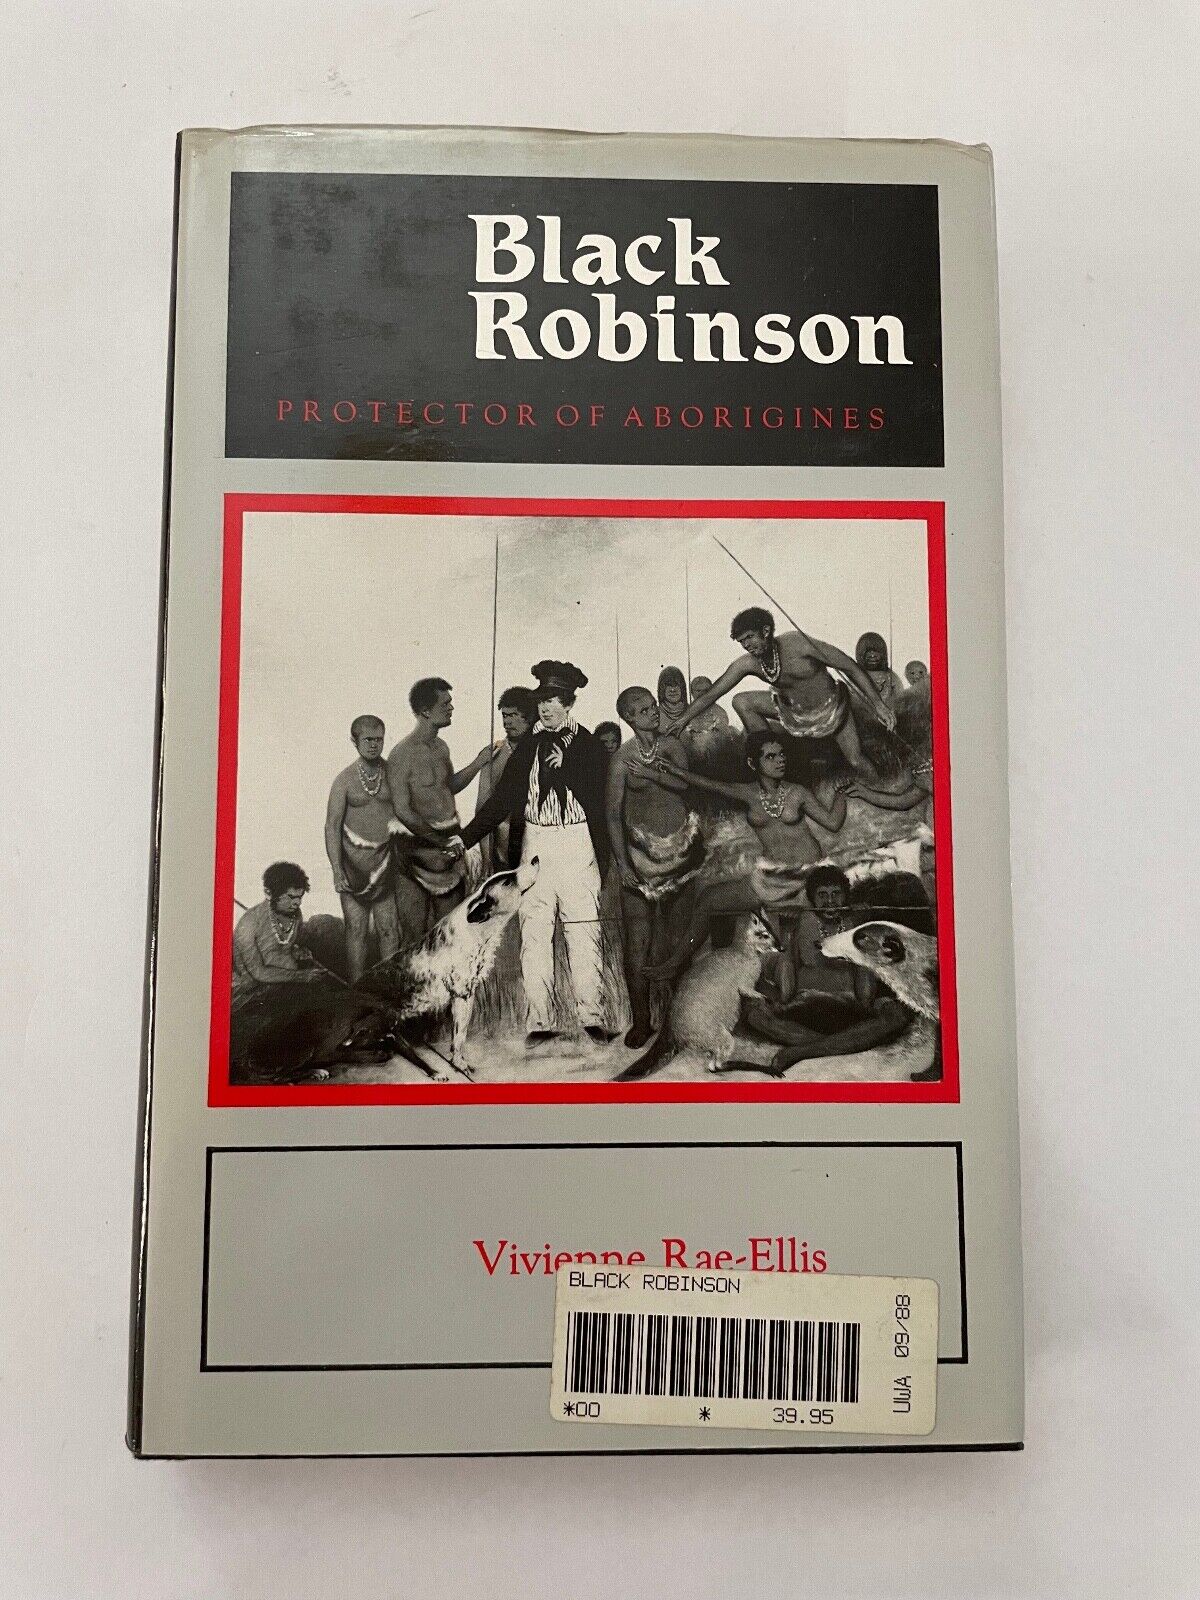 Black
Robinson
PROTECTOR OF ABORIGINES
Vivienne Rae-Ellis
BLACK ROBINSON
*00 * 39.95
UWA 09/88